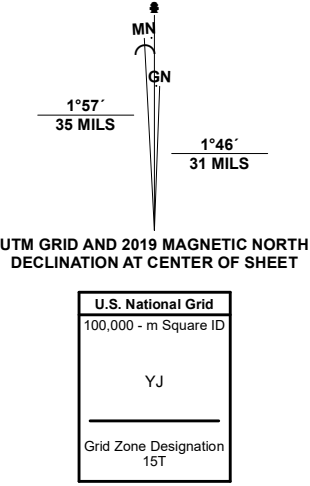 MN
GN
1°57´
35 MILS
1°46´
31 MILS
UTM GRID AND 2019 MAGNETIC NORTH
DECLINATION AT CENTER OF SHEET
U.S. National Grid
100,000 - m Square ID
YJ
Grid Zone Designation
15T